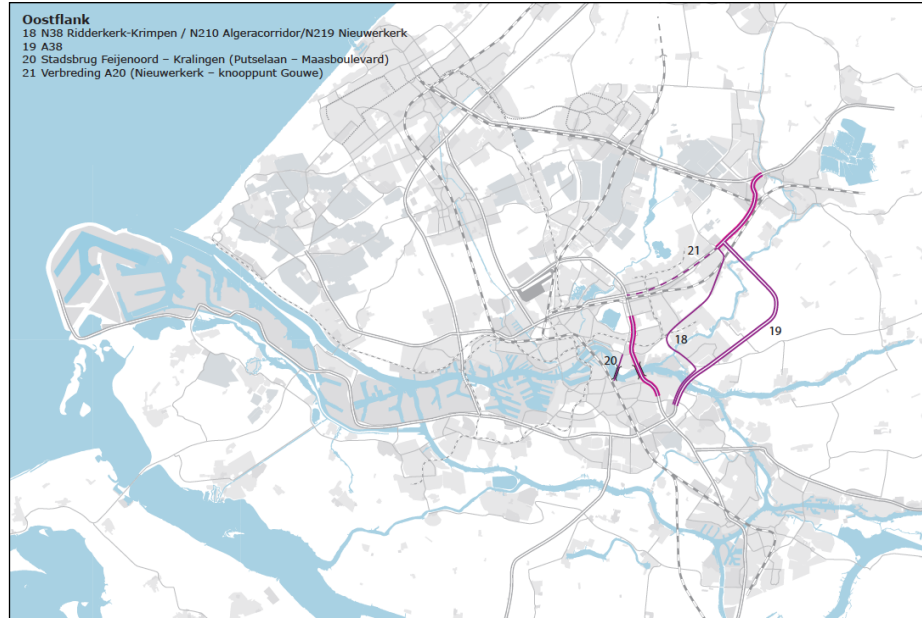 Oostflank
18 N38 Ridderkerk-Krimpen / N210 Algeracorridor/N219 Nieuwerkerk
19 A38
20 Stadsbrug Feijenoord – Kralingen (Putselaan – Maasboulevard)
21 Verbreding A20 (Nieuwerkerk – knooppunt Gouwe)
21
19
18
20